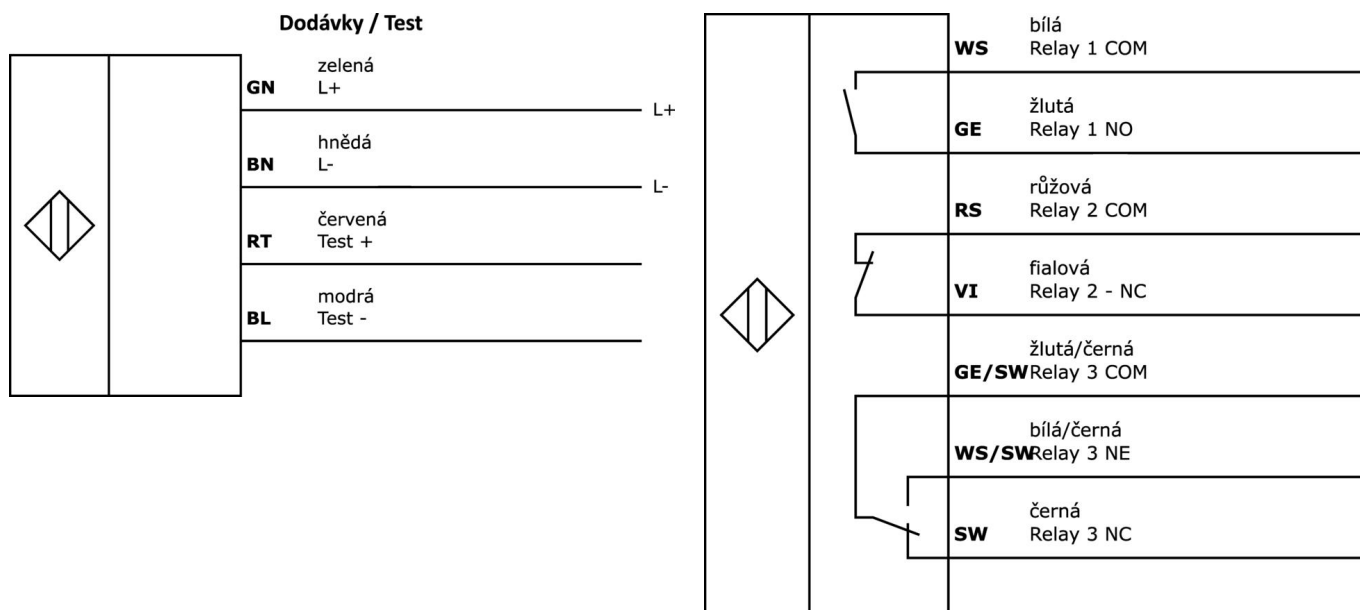 Dodávky / Test
zelená
GN L+
L+
hnědá
BN L-
L-
červená
RT Test +
modrá
BL Test -
bílá
WS Relay 1 COM
žlutá
GE Relay 1 NO
růžová
RS Relay 2 COM
fialová
VI Relay 2 - NC
žlutá/černá
GE/SW Relay 3 COM
bílá/černá
WS/SW Relay 3 NE
černá
SW Relay 3 NC